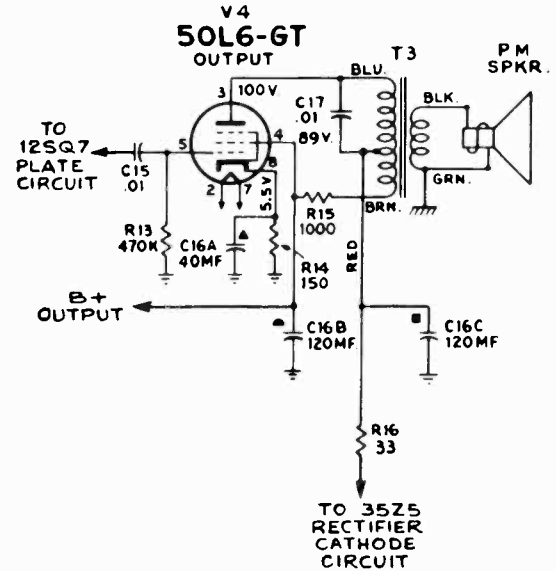 V4
50L6-GT
OUTPUT
T3
PM
SPKR.
3
100V
BLU.
C17
.01
89V.
BLK.
TO
12SQ7
PLATE
CIRCUIT
5
4
8
C15
.01
2
7
5.5V
R15
1000
BRN.
GRN.
R13
470K
C16A
40MF
R14
150
RED
B+
OUTPUT
C16B
120MF.
C16C
120MF.
R16
33
TO 35Z5
RECTIFIER
CATHODE
CIRCUIT